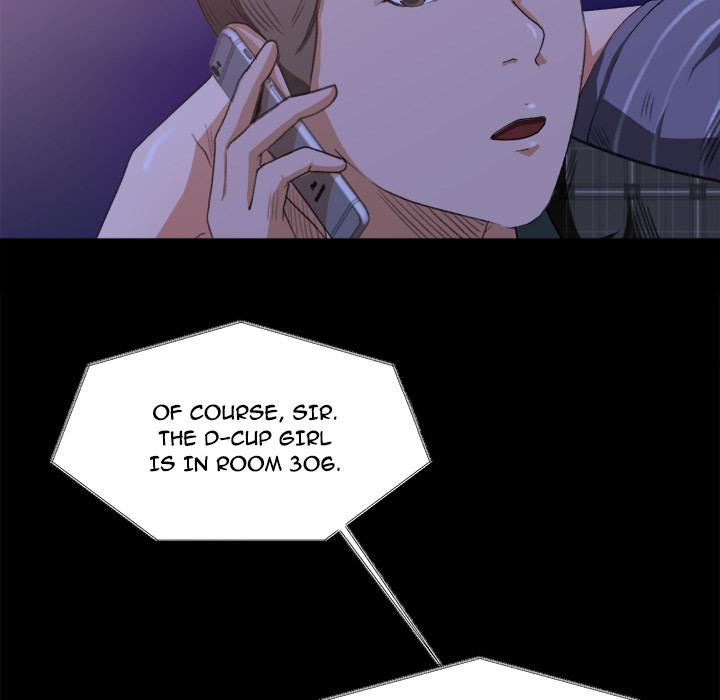 OF COURSE, SIR.
THE D-CUP GIRL
IS IN ROOM 306.